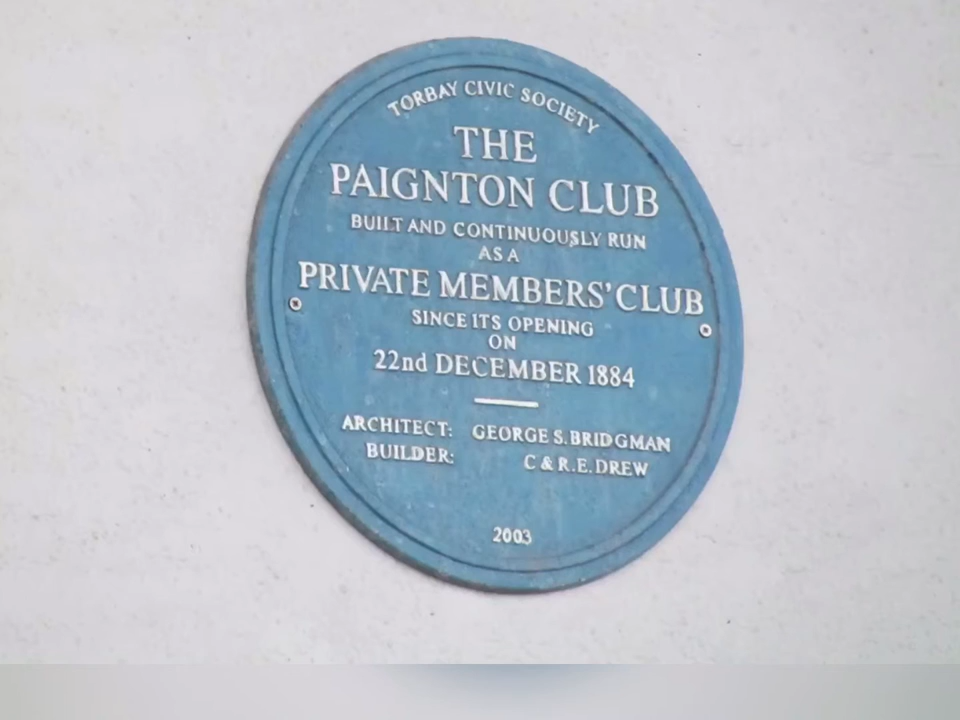 TORBAY CIVIC SOCIETY
THE
PAIGNTON CLUB
BUILT AND CONTINUOUSLY RUN
AS A
PRIVATE MEMBERS' CLUB
SINCE ITS OPENING
ON
22nd DECEMBER 1884
ARCHITECT: GEORGE S. BRIDGMAN
BUILDER: C & R. E. DREW
2003